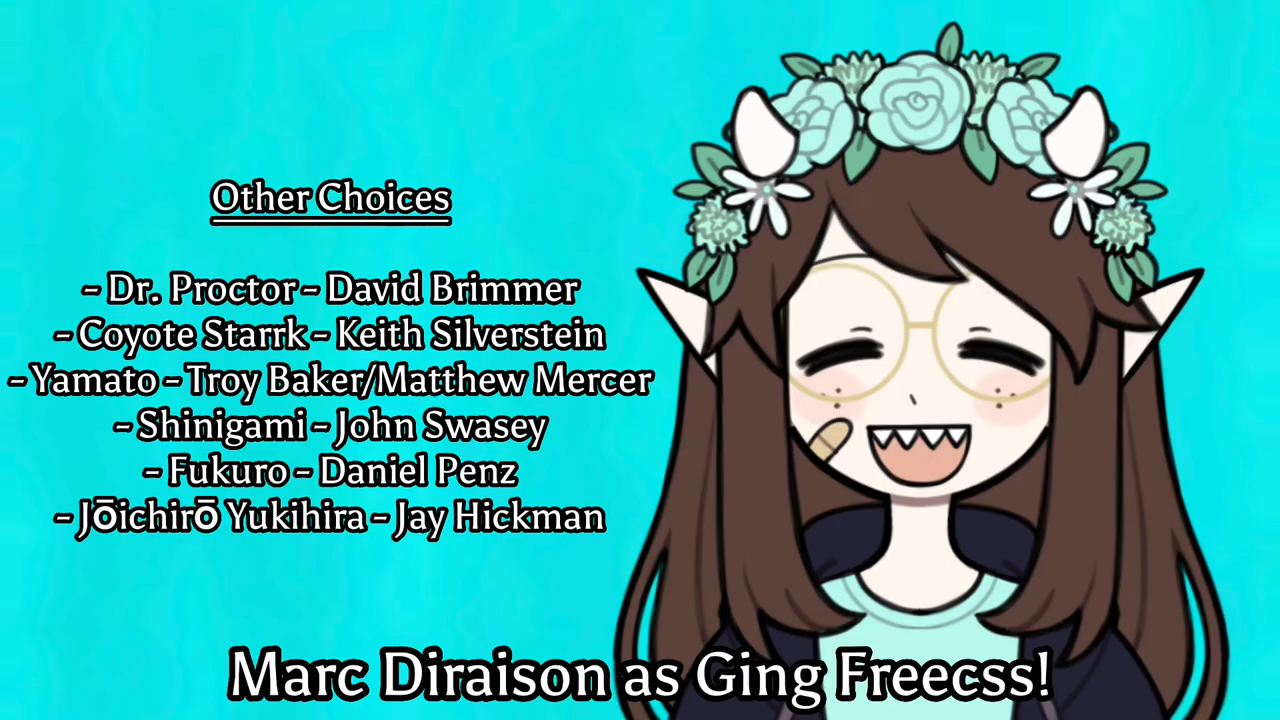 Other Choices
- Dr. Proctor - David Brimmer
- Coyote Starrk - Keith Silverstein
- Yamato - Troy Baker/Matthew Mercer
- Shinigami - John Swasey
- Fukuro - Daniel Penz
- Jōichirō Yukihira - Jay Hickman
Marc Diraison as Ging Freecss!